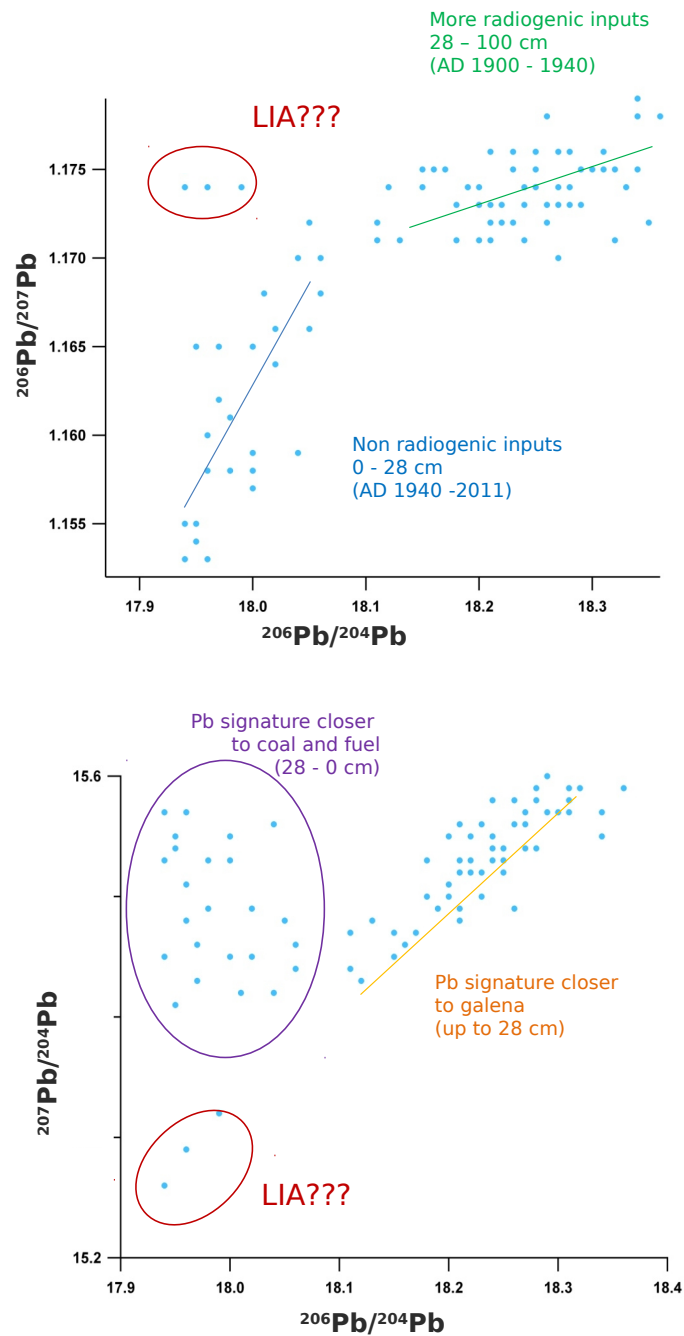 More radiogenic inputs
28 – 100 cm
(AD 1900 - 1940)
LIA???
1.175
1.170
1.165
1.160
1.155
²⁰⁶Pb/²⁰⁷Pb
Non radiogenic inputs
0 - 28 cm
(AD 1940 -2011)
17.9 18.0 18.1 18.2 18.3
²⁰⁶Pb/²⁰⁴Pb
Pb signature closer
to coal and fuel
(28 - 0 cm)
15.6
Pb signature closer
to galena
(up to 28 cm)
²⁰⁷Pb/²⁰⁴Pb
LIA???
15.2
17.9 18.0 18.1 18.2 18.3 18.4
²⁰⁶Pb/²⁰⁴Pb